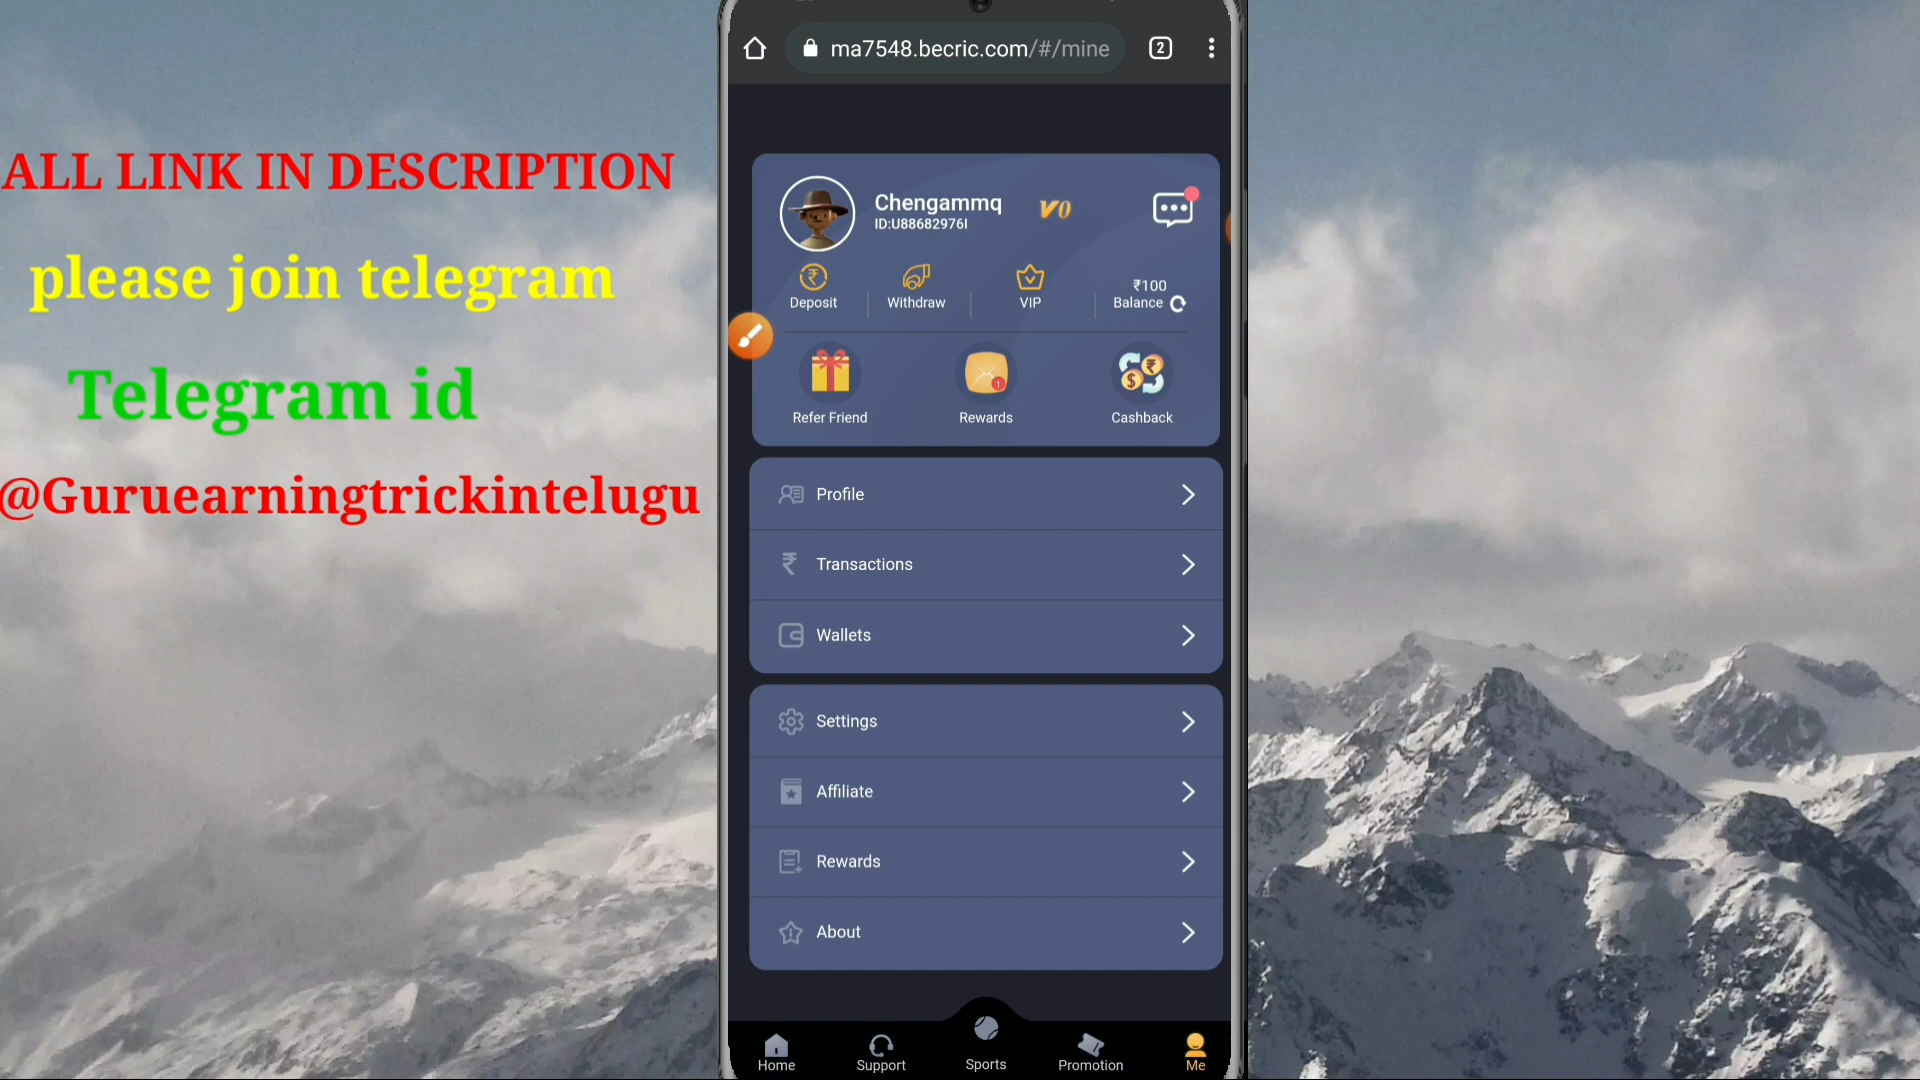 ma7548.becric.com/#/mine
2
ALL LINK IN DESCRIPTION
please join telegram
Telegram id
@Guruearningtrickintelugu
Chengammq
V0
ID:U88682976I
₹100
Deposit
Withdraw
VIP
Balance
Refer Friend
Rewards
Cashback
Profile
Transactions
Wallets
Settings
Affiliate
Rewards
About
Home
Support
Sports
Promotion
Me